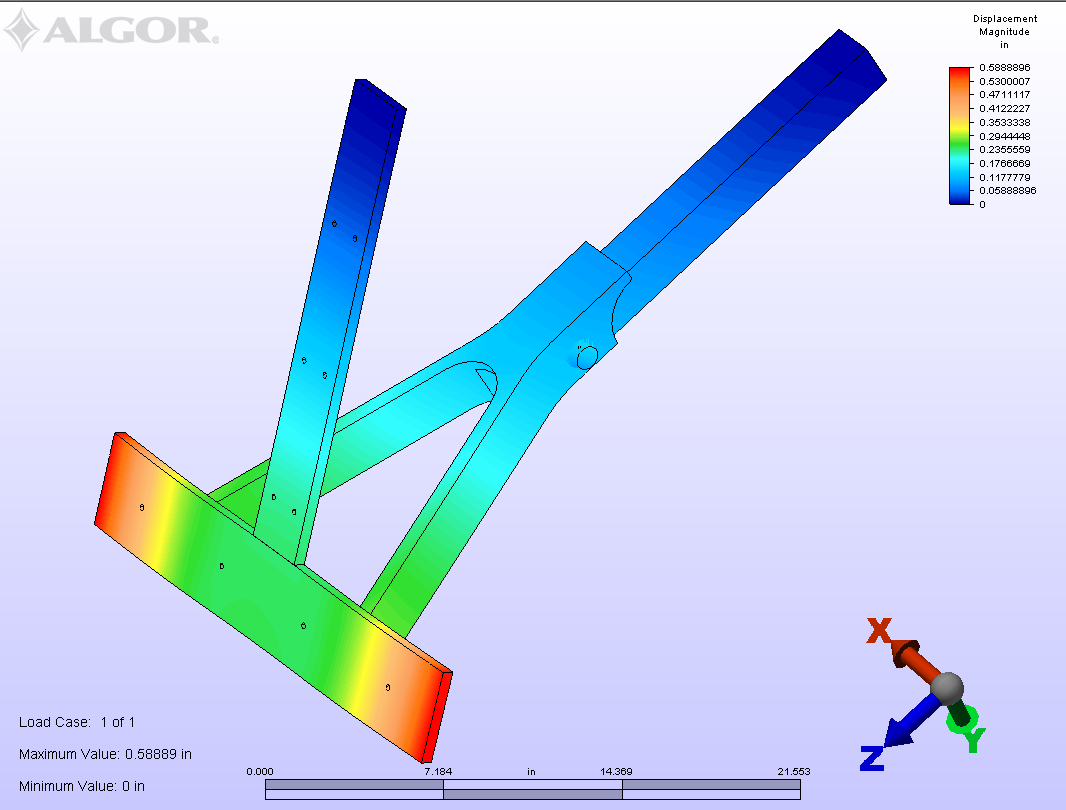 ALGOR.
Displacement
Magnitude
in
0.5888896
0.5300007
0.4711117
0.4122227
0.3533338
0.2944448
0.2355559
0.1766669
0.1177779
0.05888896
0
X
Z
Y
Load Case: 1 of 1
Maximum Value: 0.58889 in
Minimum Value: 0 in
0.000 7.184 in 14.369 21.553